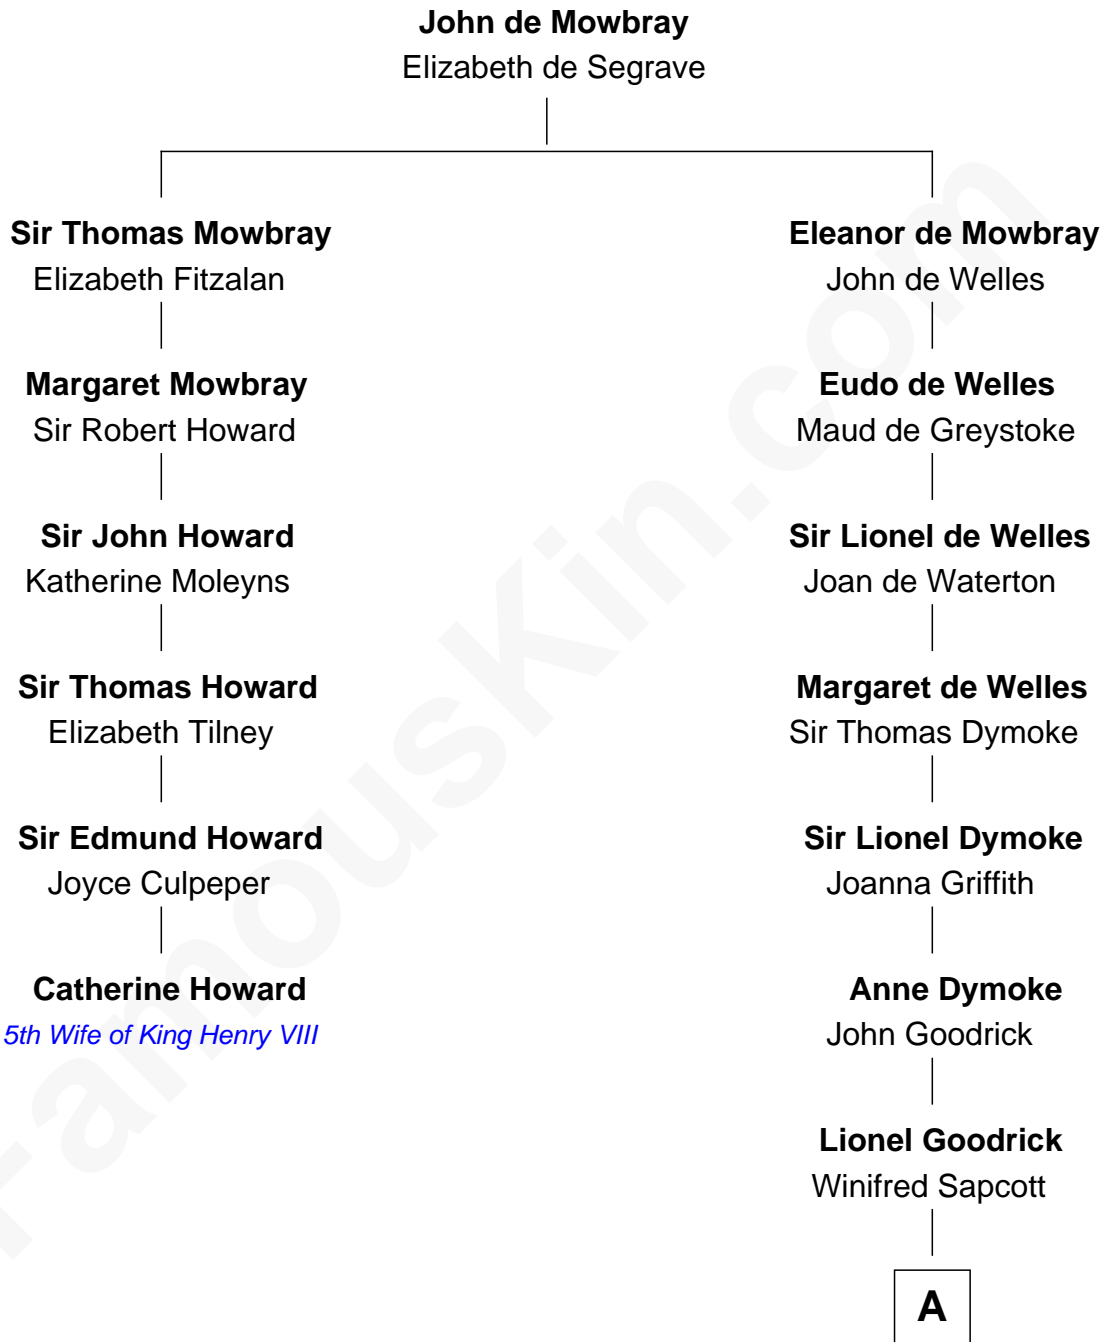 John de Mowbray
Elizabeth de Segrave
Sir Thomas Mowbray
Elizabeth Fitzalan
Eleanor de Mowbray
John de Welles
Margaret Mowbray
Sir Robert Howard
Eudo de Welles
Maud de Greystoke
Sir John Howard
Katherine Moleyns
Sir Lionel de Welles
Joan de Waterton
Sir Thomas Howard
Elizabeth Tilney
Margaret de Welles
Sir Thomas Dymoke
Sir Edmund Howard
Joyce Culpeper
Sir Lionel Dymoke
Joanna Griffith
Catherine Howard
5th Wife of King Henry VIII
Anne Dymoke
John Goodrick
Lionel Goodrick
Winifred Sapcott
A
FamousKin.com